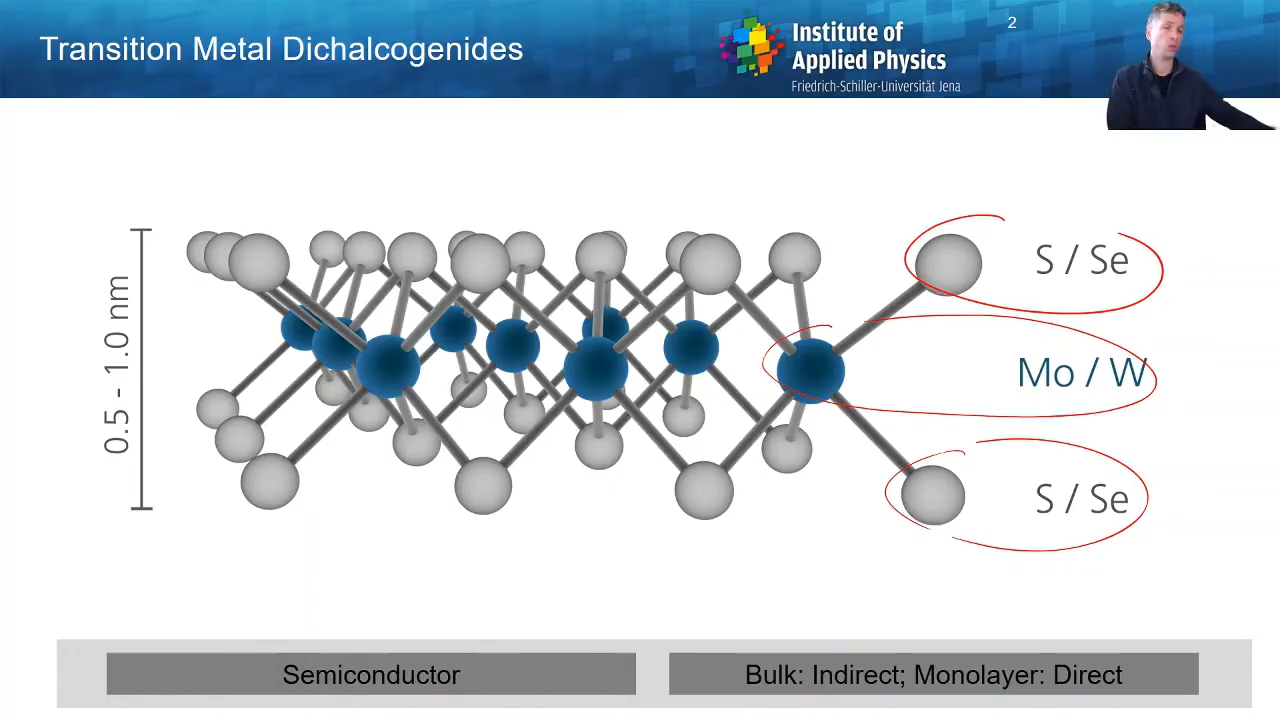 Transition Metal Dichalcogenides
Institute of
Applied Physics
Friedrich-Schiller-Universität Jena
2
0.5 - 1.0 nm
S / Se
Mo / W
S / Se
Semiconductor
Bulk: Indirect; Monolayer: Direct